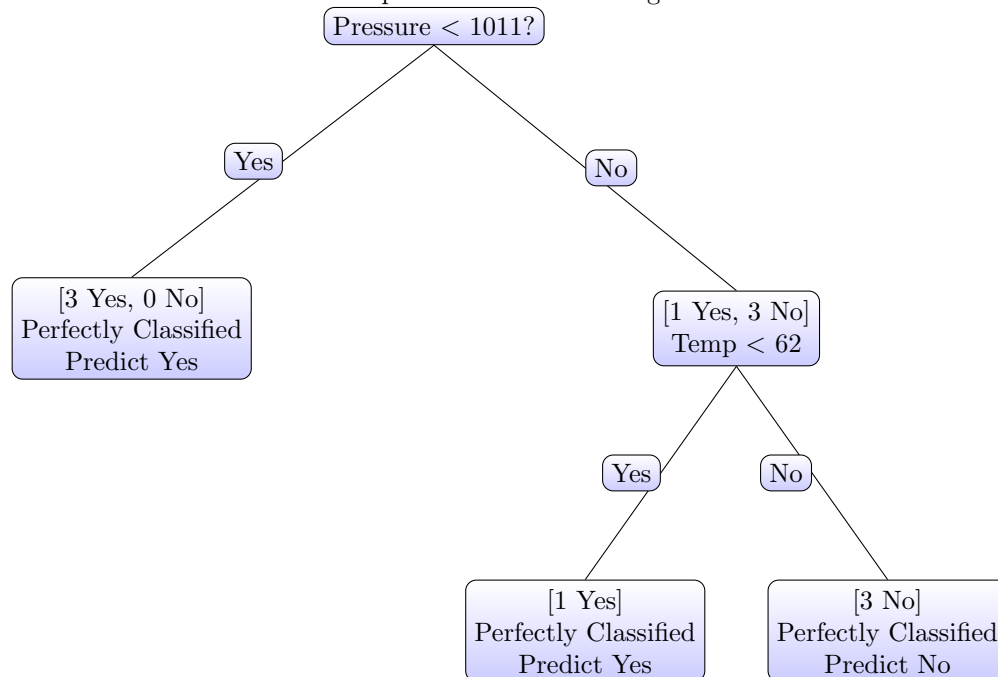 Pressure < 1011?
Yes
No
[3 Yes, 0 No]
Perfectly Classified
Predict Yes
[1 Yes, 3 No]
Temp < 62
Yes
No
[1 Yes]
Perfectly Classified
Predict Yes
[3 No]
Perfectly Classified
Predict No